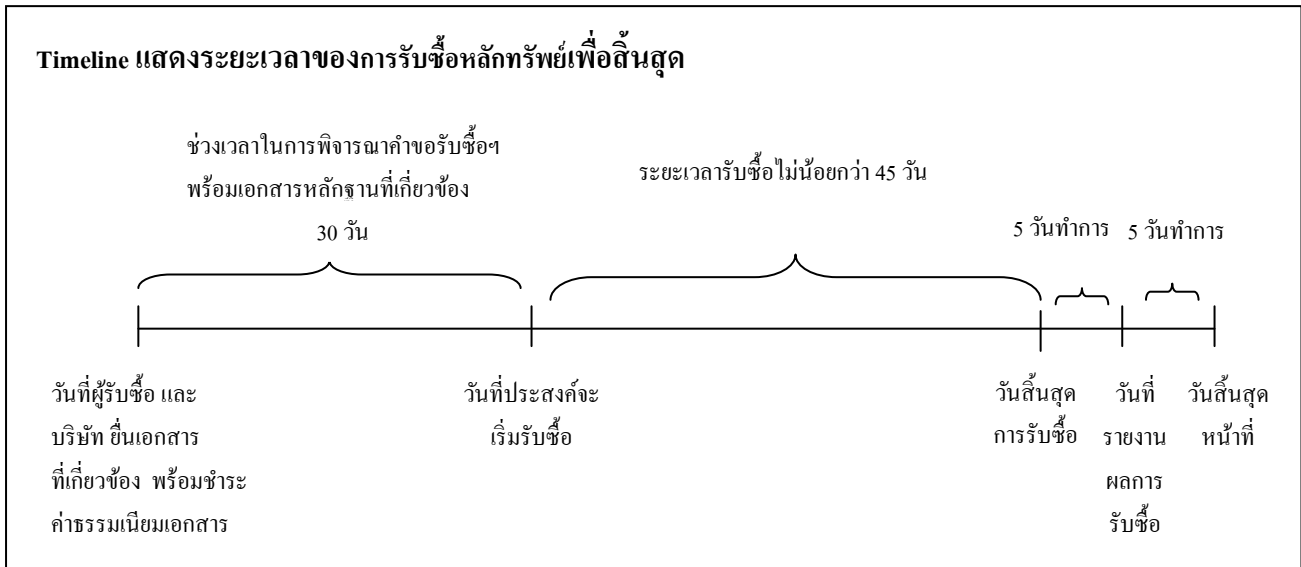 Timeline แสดงระยะเวลาของการรับซื้อหลักทรัพย์เพื่อสิ้นสุด
ช่วงเวลาในการพิจารณาคำขอรับซื้อฯ
พร้อมเอกสารหลักฐานที่เกี่ยวข้อง
30 วัน
ระยะเวลารับซื้อไม่น้อยกว่า 45 วัน
5 วันทำการ
5 วันทำการ
วันที่ผู้รับซื้อ และ
บริษัท ยื่นเอกสาร
ที่เกี่ยวข้อง พร้อมชำระ
ค่าธรรมเนียมเอกสาร
วันที่ประสงค์จะ
เริ่มรับซื้อ
วันสิ้นสุด
การรับซื้อ
วันที่
รายงาน
ผลการ
รับซื้อ
วันสิ้นสุด
หน้าที่